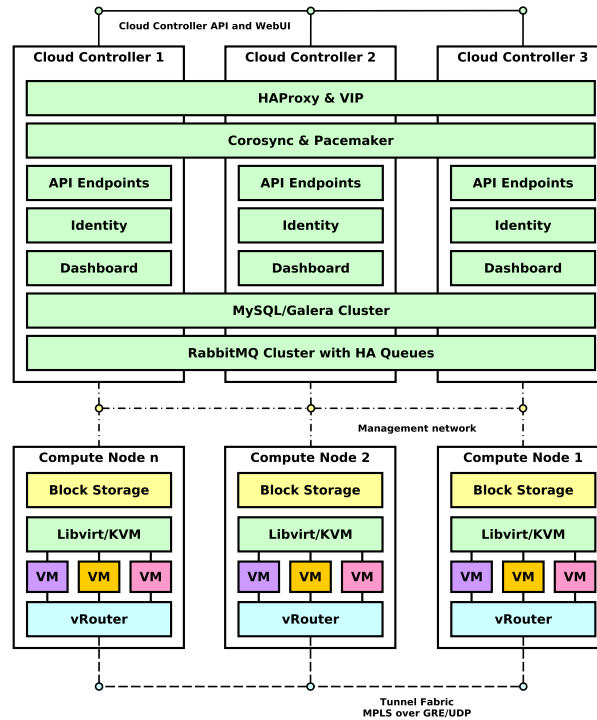 Cloud Controller API and WebUI
Cloud Controller 1
Cloud Controller 2
Cloud Controller 3
HAProxy & VIP
Corosync & Pacemaker
API Endpoints
API Endpoints
API Endpoints
Identity
Identity
Identity
Dashboard
Dashboard
Dashboard
MySQL/Galera Cluster
RabbitMQ Cluster with HA Queues
Management network
Compute Node n
Compute Node 2
Compute Node 1
Block Storage
Block Storage
Block Storage
Libvirt/KVM
Libvirt/KVM
Libvirt/KVM
VM
VM
VM
VM
VM
VM
VM
VM
VM
vRouter
vRouter
vRouter
Tunnel Fabric
MPLS over GRE/UDP